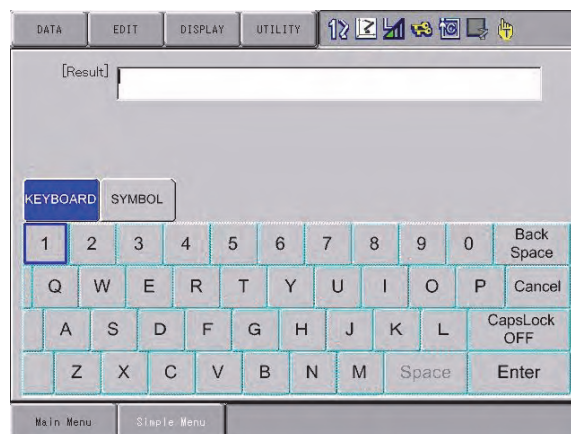 DATA EDIT DISPLAY UTILITY
[Result]
KEYBOARD SYMBOL
1 2 3 4 5 6 7 8 9 0 Back Space
Q W E R T Y U I O P Cancel
A S D F G H J K L CapsLock OFF
Z X C V B N M Space Enter
Main Menu Simple Menu